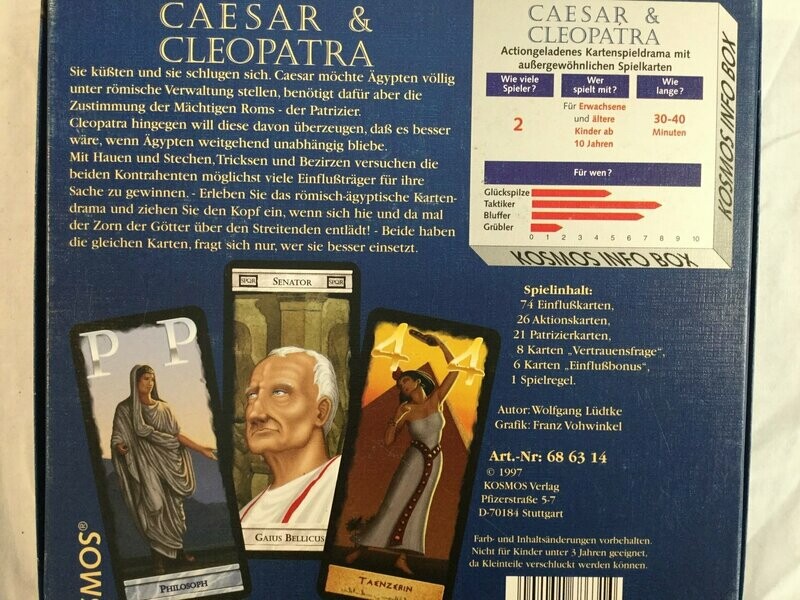 CAESAR &
CLEOPATRA
Sie küßten und sie schlugen sich. Caesar möchte Ägypten völlig
unter römische Verwaltung stellen, benötigt dafür aber die
Zustimmung der Mächtigen Roms - der Patrizier.
Cleopatra hingegen will diese davon überzeugen, daß es besser
wäre, wenn Ägypten weitgehend unabhängig bliebe.
Mit Hauen und Stechen, Tricksen und Bezirzen versuchen die
beiden Kontrahenten möglichst viele Einflußträger für ihre
Sache zu gewinnen. - Erleben Sie das römisch-ägyptische Karten-
drama und ziehen Sie den Kopf ein, wenn sich hie und da mal
der Zorn der Götter über den Streitenden entlädt! - Beide haben
die gleichen Karten, fragt sich nur, wer sie besser einsetzt.
CAESAR &
CLEOPATRA
Actiongeladenes Kartenspieldrama mit
außergewöhnlichen Spielkarten
Wie viele
Spieler?
2
Wer
spielt mit?
Für Erwachsene
und ältere
Kinder ab
10 Jahren
Wie
lange?
30-40
Minuten
Für wen?
Glückspilze
Taktiker
Bluffer
Grübler
0 1 2 3 4 5 6 7 8 9 10
KOSMOS INFO BOX
KOSMOS INFO BOX
P P
PHILOSOPH
SPQR SENATOR SPQR
GAIUS BELLICUS
4 4
TAENZERIN
Spielinhalt:
74 Einflußkarten,
26 Aktionskarten,
21 Patrizierkarten,
8 Karten „Vertrauensfrage",
6 Karten „Einflußbonus",
1 Spielregel.
Autor: Wolfgang Lüdtke
Grafik: Franz Vohwinkel
Art.-Nr: 68 63 14
© 1997
KOSMOS Verlag
Pfizerstraße 5-7
D-70184 Stuttgart
Farb- und Inhaltsänderungen vorbehalten.
Nicht für Kinder unter 3 Jahren geeignet,
da Kleinteile verschluckt werden können.
OSMOS®